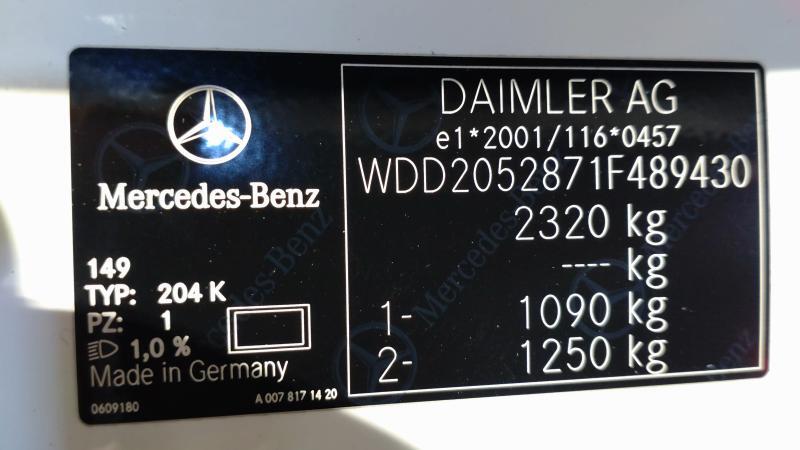 Mercedes-Benz
149
TYP: 204 K
PZ: 1
1,0 %
Made in Germany
0609180
A 007 817 14 20
DAIMLER AG
e1*2001/116*0457
WDD2052871F489430
2320 kg
---- kg
1- 1090 kg
2- 1250 kg